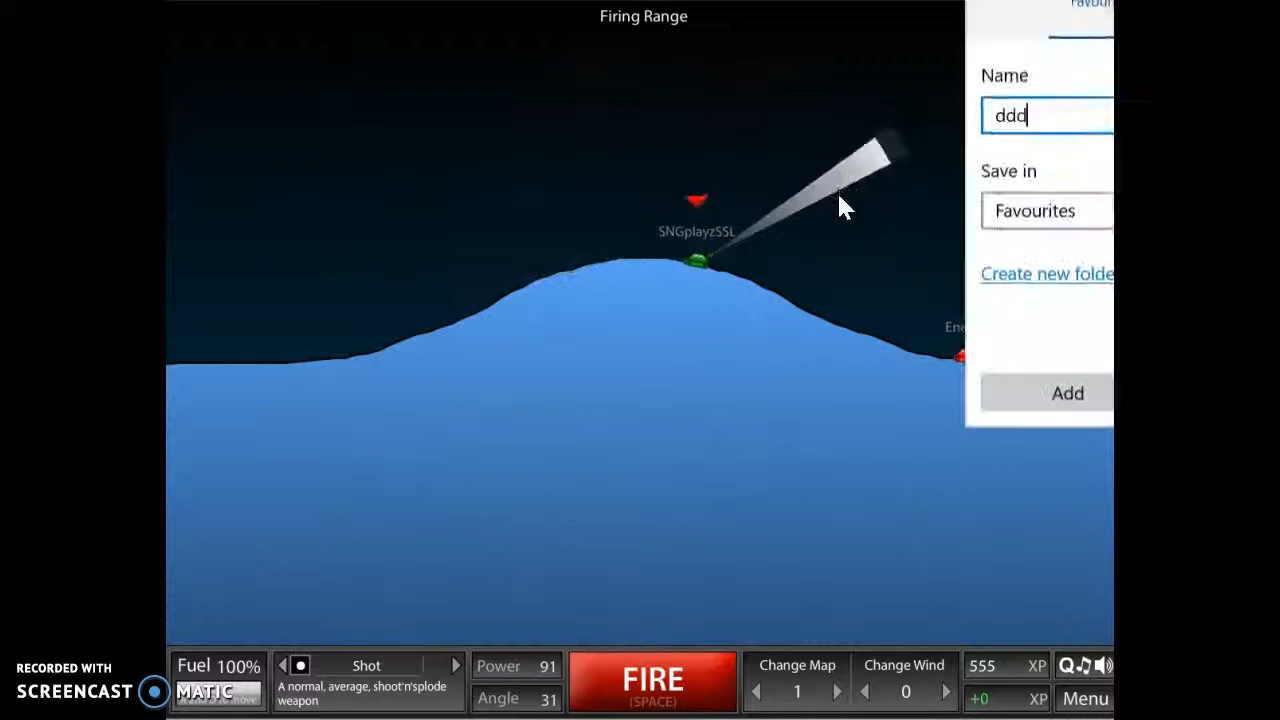 Firing Range
Name
ddd
Save in
Favourites
Create new folde
Add
SNGplayzSSL
Ene
Fuel 100%
Shot
A normal, average, shoot'n'splode
weapon
Power 91
Angle 31
FIRE
(SPACE)
Change Map
1
Change Wind
0
555 XP
+0 XP
Menu
RECORDED WITH
SCREENCAST MATIC